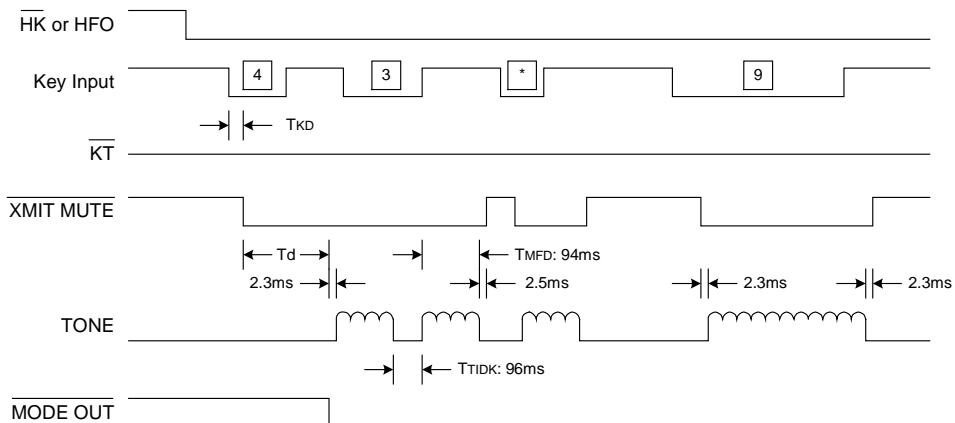 HK or HFO
Key Input
4
3
*
9
TKD
KT
XMIT MUTE
Td
TMFD: 94ms
2.3ms
2.5ms
2.3ms
2.3ms
TONE
TTIDK: 96ms
MODE OUT